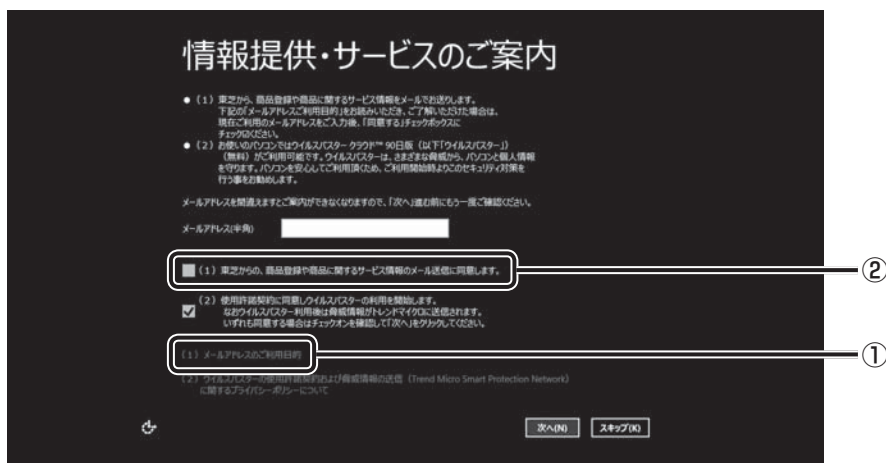 情報提供・サービスのご案内
● (1) 東芝から、商品登録や商品に関するサービス情報をメールでお送りします。
下記の「メールアドレスご利用目的」をお読みいただき、ご了解いただけた場合は、
現在ご利用のメールアドレスをご入力後、「同意する」チェックボックスに
チェックください。
● (2) お使いのパソコンではウイルスバスター クラウド™ 90日版 (以下「ウイルスバスター」)
(無料) がご利用可能です。ウイルスバスターは、さまざまな脅威から、パソコンと個人情報
を守ります。パソコンを安心してご利用頂くため、ご利用開始時よりこのセキュリティ対策を
行う事をお勧めします。
メールアドレスを間違えますとご案内ができなくなりますので、「次へ」進む前にもう一度ご確認ください。
メールアドレス(半角)
(1) 東芝からの、商品登録や商品に関するサービス情報のメール送信に同意します。
②
(2) 使用許諾契約に同意しウイルスバスターの利用を開始します。
なおウイルスバスター利用後は脅威情報がトレンドマイクロに送信されます。
いずれも同意する場合はチェックオンを確認して「次へ」をクリックしてください。
(1) メールアドレスのご利用目的
①
(2) ウイルスバスターの使用許諾契約および脅威情報の送信 (Trend Micro Smart Protection Network)
に関するプライバシーポリシーについて
次へ(N)
スキップ(K)